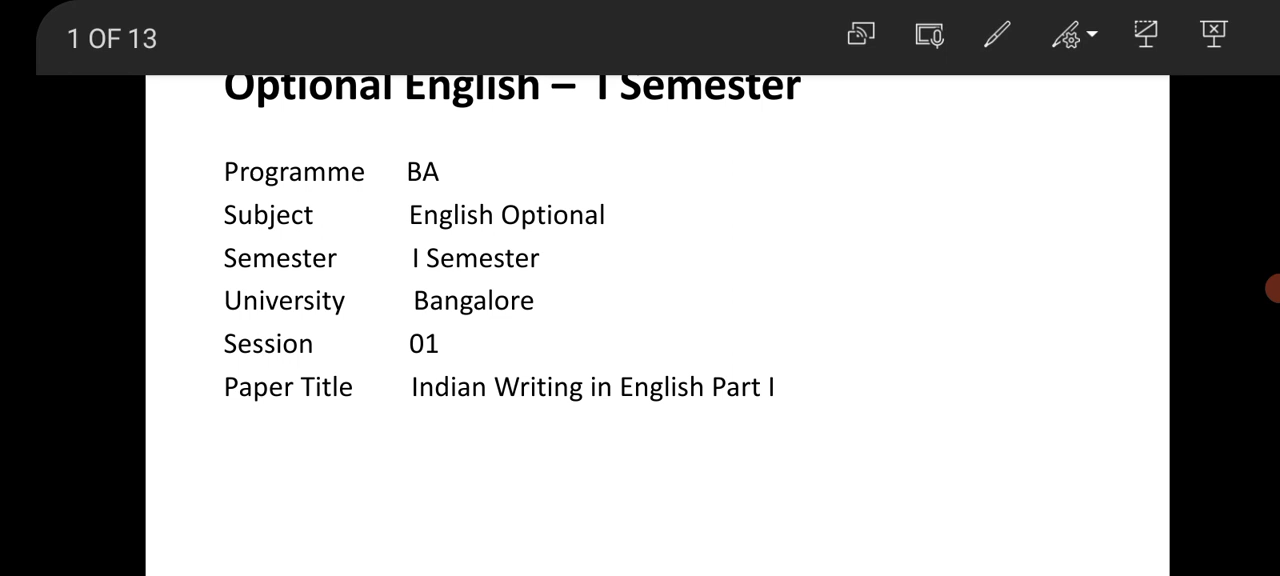 1 OF 13
Optional English – I Semester
Programme BA
Subject English Optional
Semester I Semester
University Bangalore
Session 01
Paper Title Indian Writing in English Part I